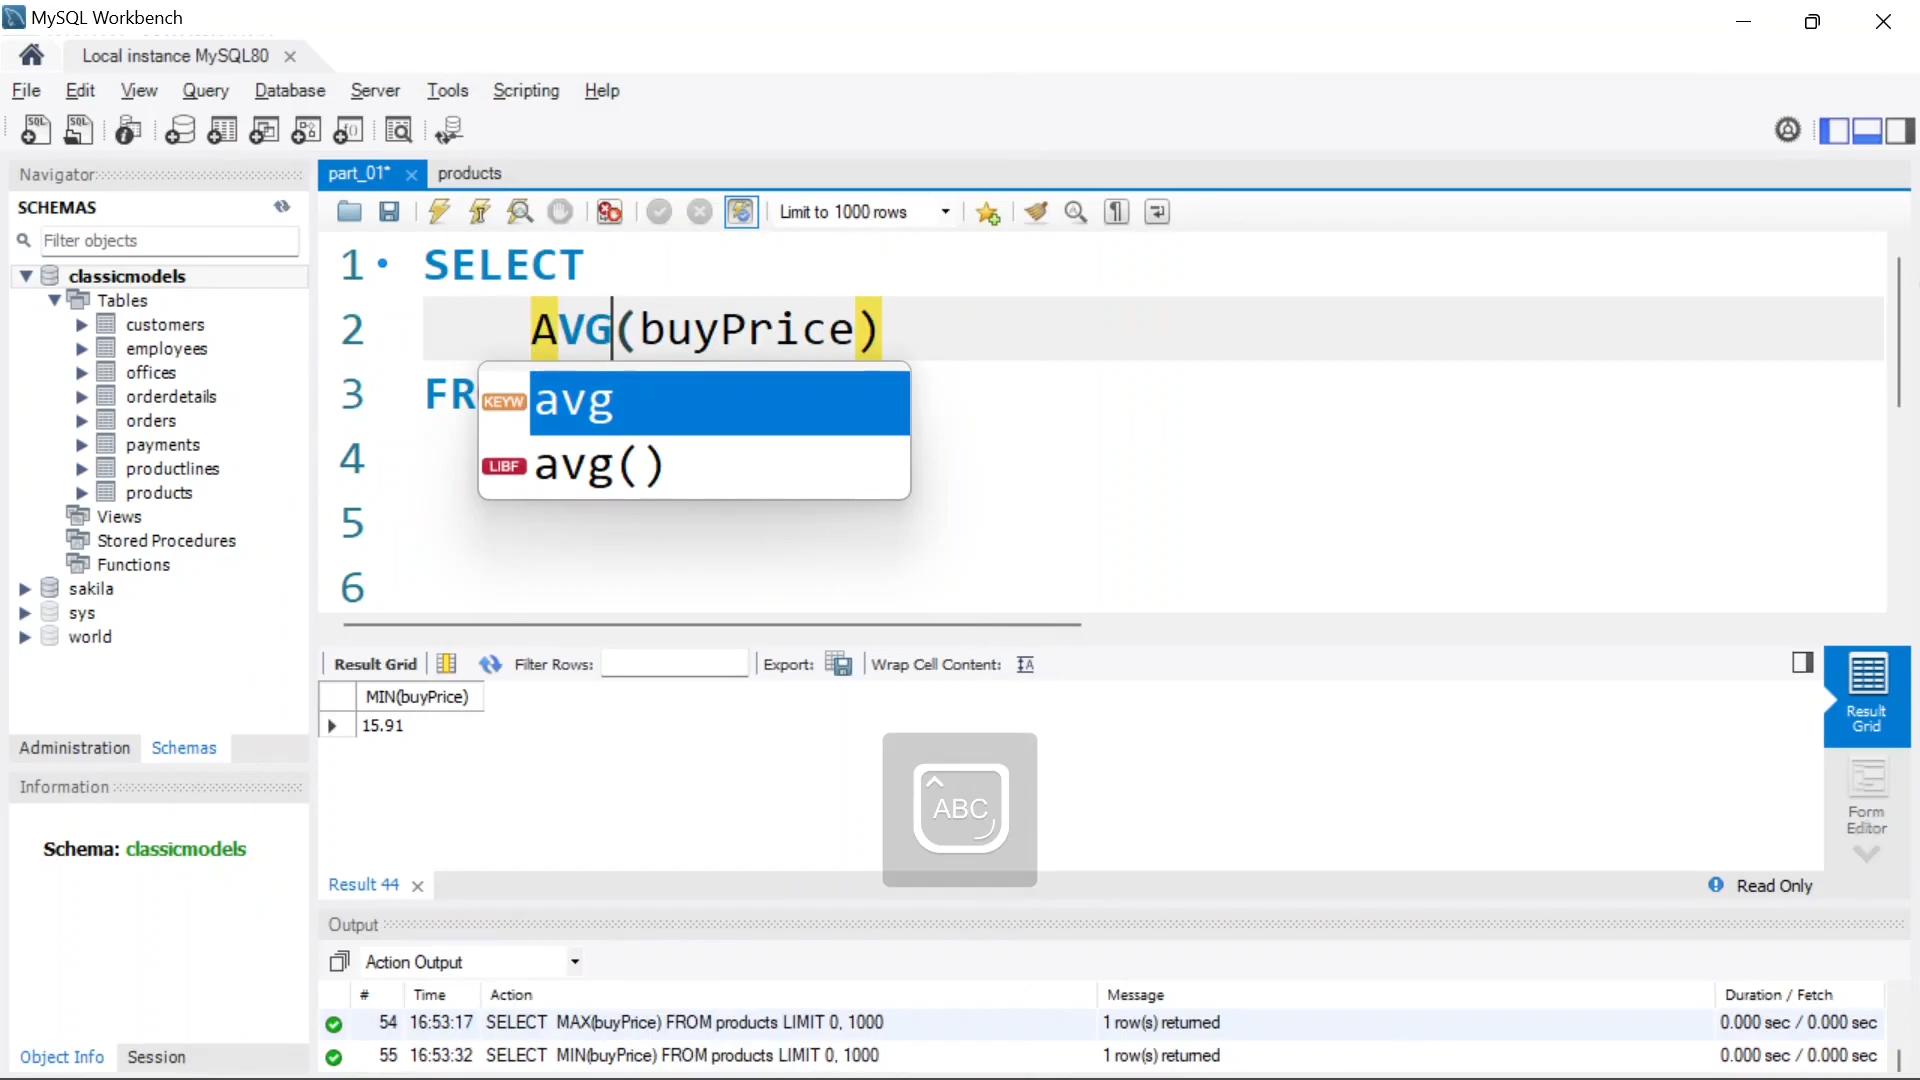 MySQL Workbench
Local instance MySQL80
File Edit View Query Database Server Tools Scripting Help
Navigator
part_01* products
SCHEMAS
Filter objects
Limit to 1000 rows
classicmodels
Tables
customers
employees
offices
orderdetails
orders
payments
productlines
products
Views
Stored Procedures
Functions
sakila
sys
world
1 SELECT
2 AVG(buyPrice)
3 FR
KEYW avg
4
LIBF avg()
5
6
Result Grid Filter Rows: Export: Wrap Cell Content:
MIN(buyPrice)
15.91
ABC
Result Grid
Form Editor
Administration Schemas
Information
Schema: classicmodels
Result 44
Read Only
Output
Action Output
# Time Action Message Duration / Fetch
54 16:53:17 SELECT MAX(buyPrice) FROM products LIMIT 0, 1000 1 row(s) returned 0.000 sec / 0.000 sec
55 16:53:32 SELECT MIN(buyPrice) FROM products LIMIT 0, 1000 1 row(s) returned 0.000 sec / 0.000 sec
Object Info Session